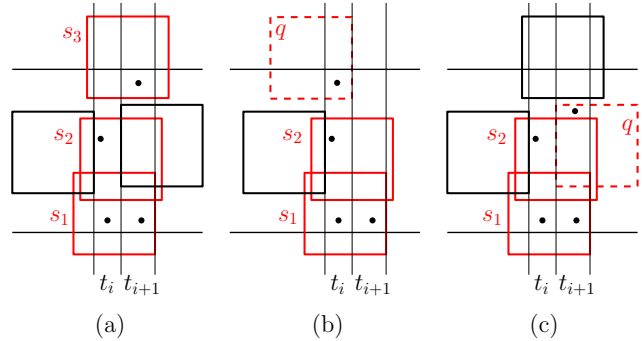 s₃ q
s₂ s₂ s₂ q
s₁ s₁ s₁
tᵢ tᵢ₊₁ tᵢ tᵢ₊₁ tᵢ tᵢ₊₁
(a) (b) (c)